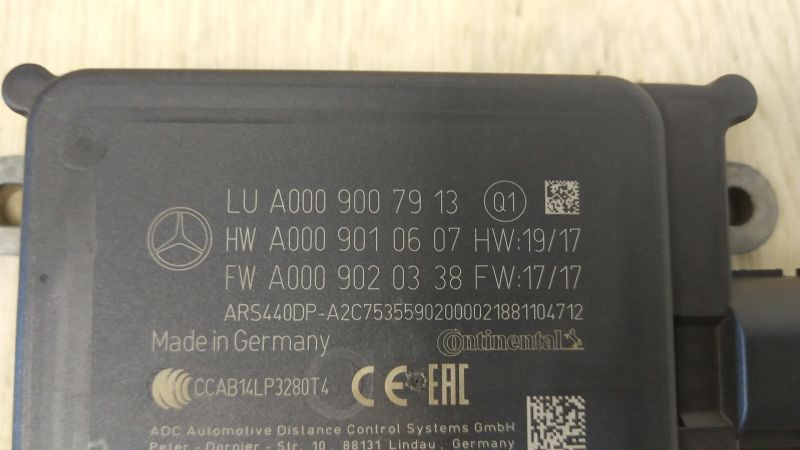 LU A000 900 79 13 Q1
HW A000 901 06 07 HW:19/17
FW A000 902 03 38 FW:17/17
ARS440DP-A2C75355902000021881104712
Made in Germany Continental
CCC CCAB14LP3280T4 CE EAC
ADC Automotive Distance Control Systems GmbH
Peter - Dornier - Str. 10, 88131 Lindau, Germany